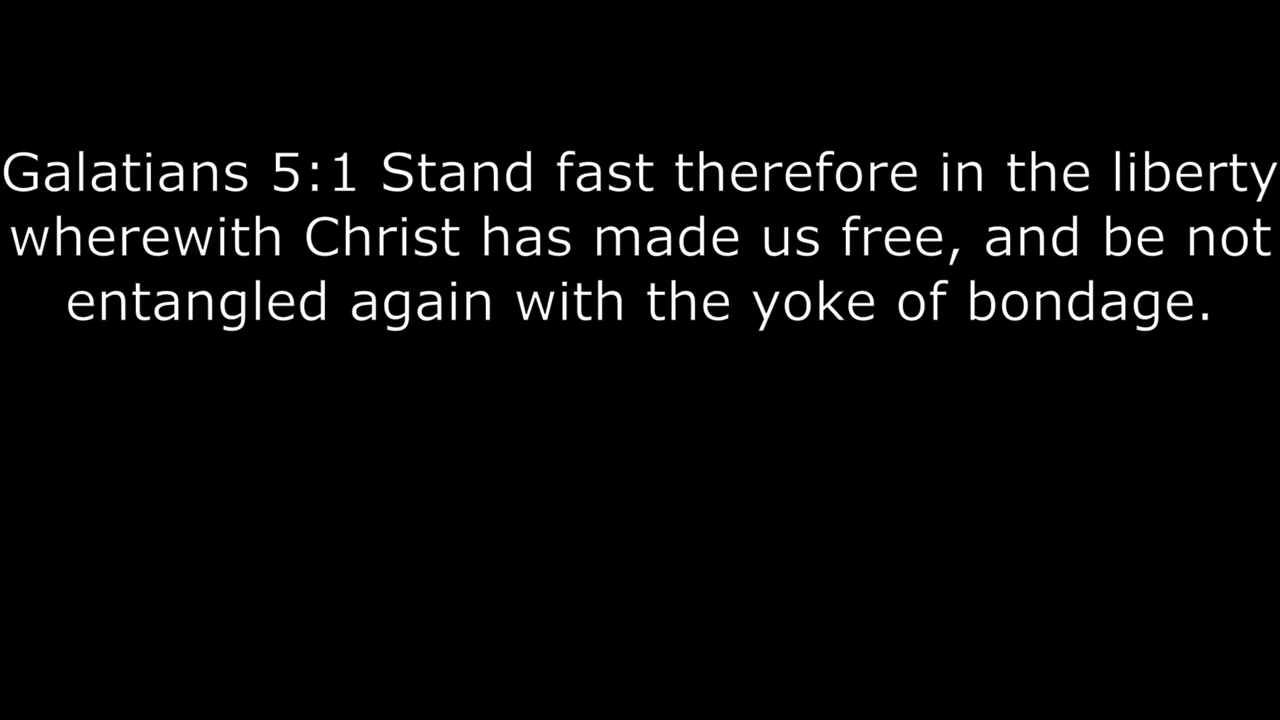 Galatians 5:1 Stand fast therefore in the liberty
wherewith Christ has made us free, and be not
entangled again with the yoke of bondage.